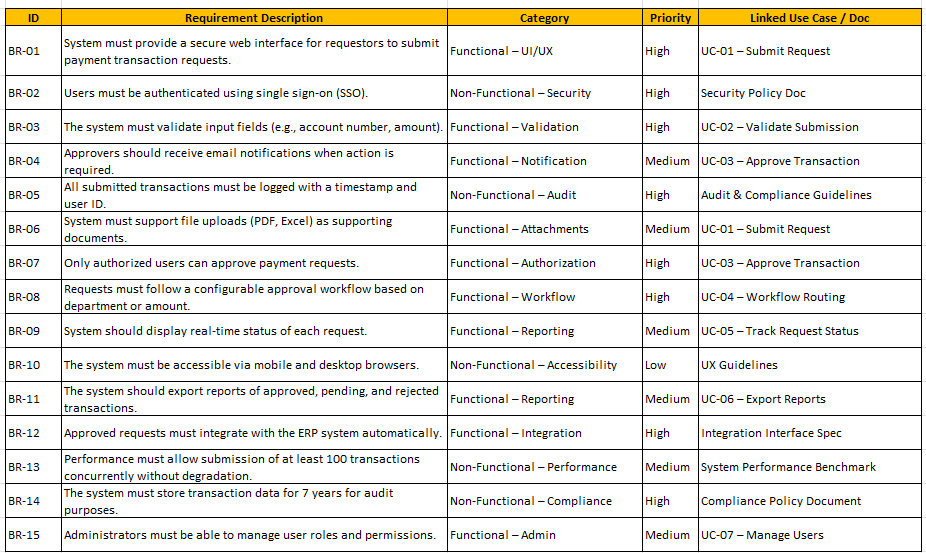 ID Requirement Description Category Priority Linked Use Case / Doc
BR-01 System must provide a secure web interface for requestors to submit
payment transaction requests. Functional – UI/UX High UC-01 – Submit Request
BR-02 Users must be authenticated using single sign-on (SSO). Non-Functional – Security High Security Policy Doc
BR-03 The system must validate input fields (e.g., account number, amount). Functional – Validation High UC-02 – Validate Submission
BR-04 Approvers should receive email notifications when action is
required. Functional – Notification Medium UC-03 – Approve Transaction
BR-05 All submitted transactions must be logged with a timestamp and
user ID. Non-Functional – Audit High Audit & Compliance Guidelines
BR-06 System must support file uploads (PDF, Excel) as supporting
documents. Functional – Attachments Medium UC-01 – Submit Request
BR-07 Only authorized users can approve payment requests. Functional – Authorization High UC-03 – Approve Transaction
BR-08 Requests must follow a configurable approval workflow based on
department or amount. Functional – Workflow High UC-04 – Workflow Routing
BR-09 System should display real-time status of each request. Functional – Reporting Medium UC-05 – Track Request Status
BR-10 The system must be accessible via mobile and desktop browsers. Non-Functional – Accessibility Low UX Guidelines
BR-11 The system should export reports of approved, pending, and rejected
transactions. Functional – Reporting Medium UC-06 – Export Reports
BR-12 Approved requests must integrate with the ERP system automatically. Functional – Integration High Integration Interface Spec
BR-13 Performance must allow submission of at least 100 transactions
concurrently without degradation. Non-Functional – Performance Medium System Performance Benchmark
BR-14 The system must store transaction data for 7 years for audit
purposes. Non-Functional – Compliance High Compliance Policy Document
BR-15 Administrators must be able to manage user roles and permissions. Functional – Admin Medium UC-07 – Manage Users